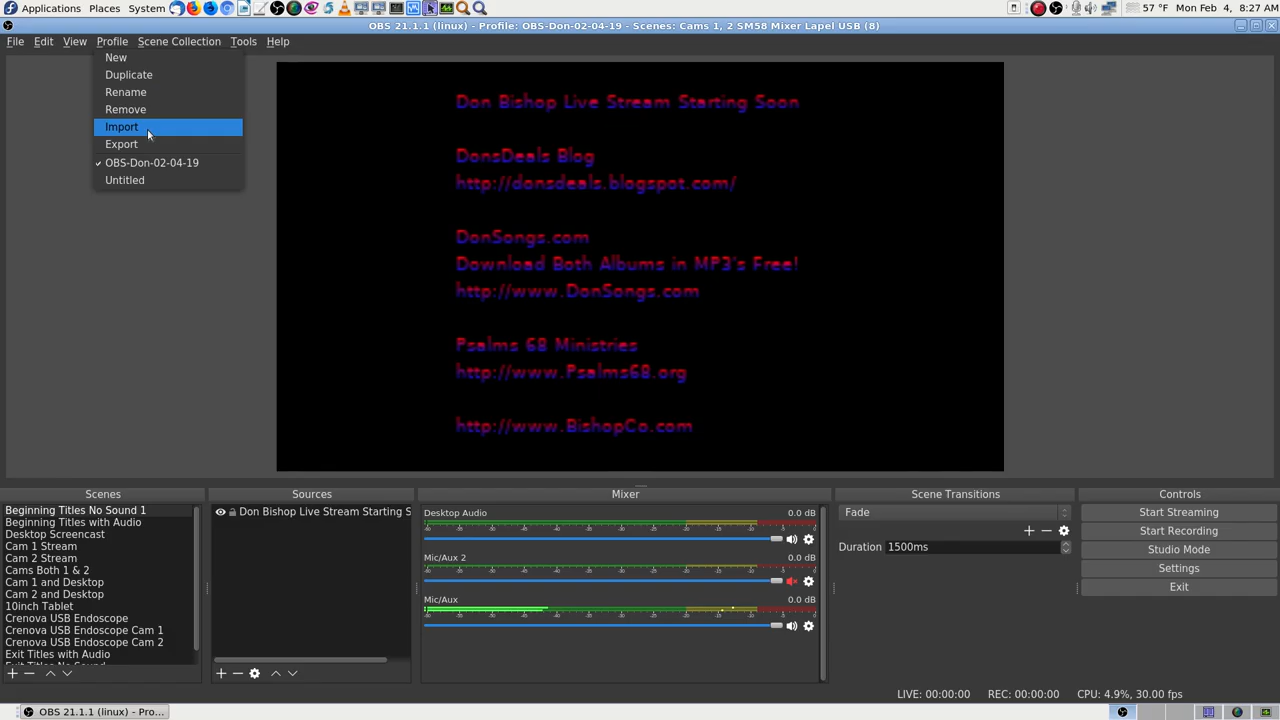 Applications Places System 57 °F Mon Feb 4, 8:27 AM
OBS 21.1.1 (linux) - Profile: OBS-Don-02-04-19 - Scenes: Cams 1, 2 SM58 Mixer Lapel USB (8)
File Edit View Profile Scene Collection Tools Help
New
Duplicate
Rename
Remove
Import
Export
OBS-Don-02-04-19
Untitled
Don Bishop Live Stream Starting Soon
DonsDeals Blog
http://donsdeals.blogspot.com/
DonSongs.com
Download Both Albums in MP3's Free!
http://www.DonSongs.com
Psalms 68 Ministries
http://www.Psalms68.org
http://www.BishopCo.com
Scenes
Beginning Titles No Sound 1
Beginning Titles with Audio
Desktop Screencast
Cam 1 Stream
Cam 2 Stream
Cams Both 1 & 2
Cam 1 and Desktop
Cam 2 and Desktop
10inch Tablet
Crenova USB Endoscope
Crenova USB Endoscope Cam 1
Crenova USB Endoscope Cam 2
Exit Titles with Audio
Exit Titles No Sound
Sources
Don Bishop Live Stream Starting S
Mixer
Desktop Audio 0.0 dB
Mic/Aux 2 0.0 dB
Mic/Aux 0.0 dB
Scene Transitions
Fade
Duration 1500ms
Controls
Start Streaming
Start Recording
Studio Mode
Settings
Exit
LIVE: 00:00:00 REC: 00:00:00 CPU: 4.9%, 30.00 fps
OBS 21.1.1 (linux) - Pro...